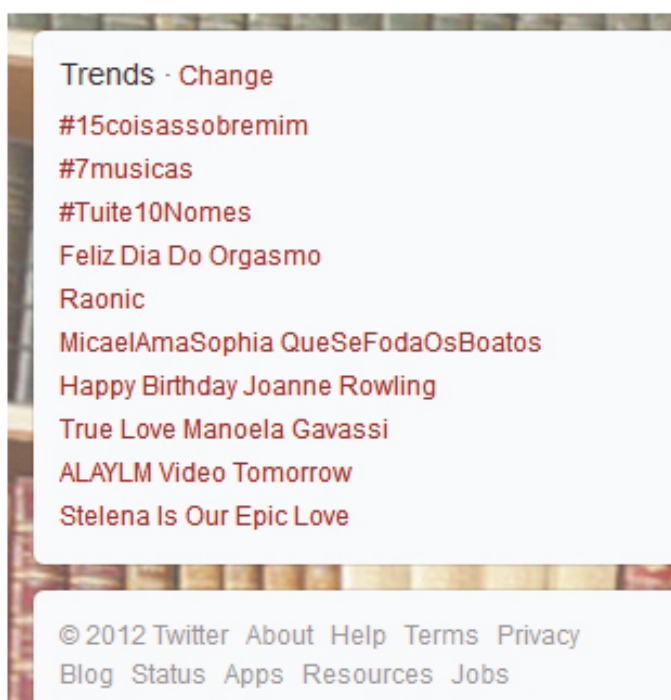 Trends · Change
#15coisassobremim
#7musicas
#Tuite10Nomes
Feliz Dia Do Orgasmo
Raonic
MicaelAmaSophia QueSeFodaOsBoatos
Happy Birthday Joanne Rowling
True Love Manoela Gavassi
ALAYLM Video Tomorrow
Stelena Is Our Epic Love
© 2012 Twitter About Help Terms Privacy
Blog Status Apps Resources Jobs